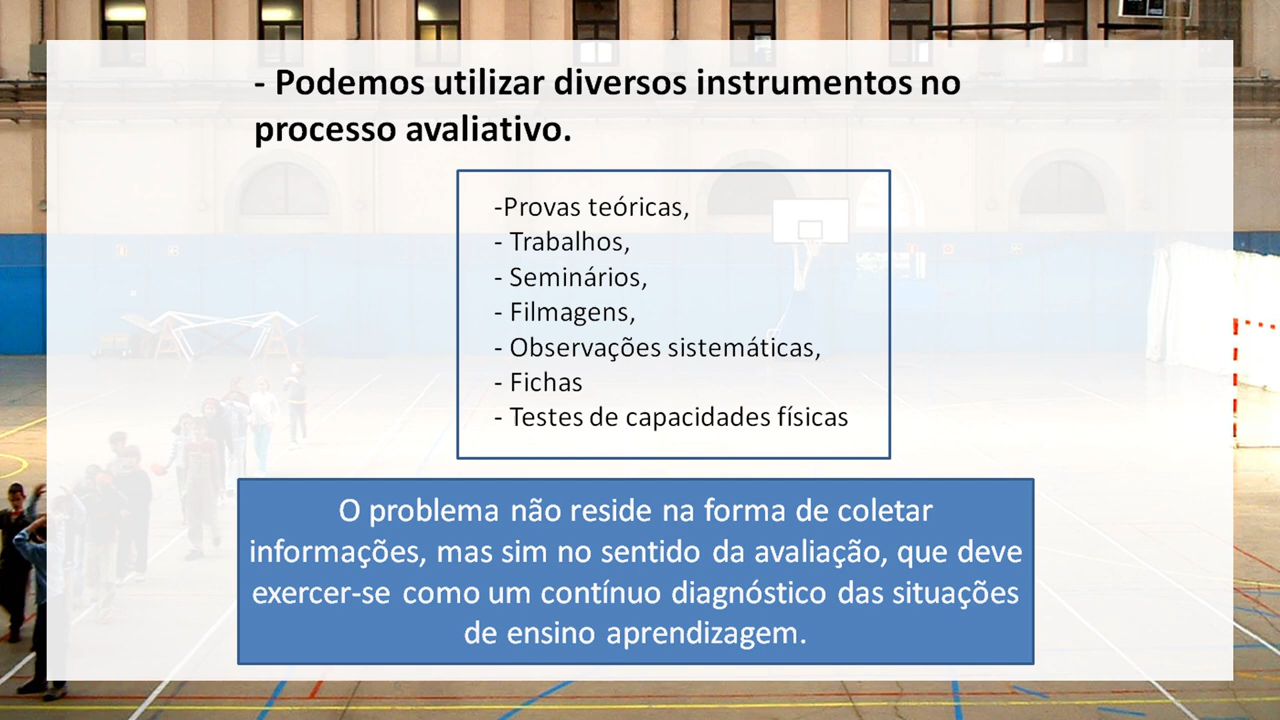 - Podemos utilizar diversos instrumentos no
processo avaliativo.
-Provas teóricas,
- Trabalhos,
- Seminários,
- Filmagens,
- Observações sistemáticas,
- Fichas
- Testes de capacidades físicas
O problema não reside na forma de coletar
informações, mas sim no sentido da avaliação, que deve
exercer-se como um contínuo diagnóstico das situações
de ensino aprendizagem.